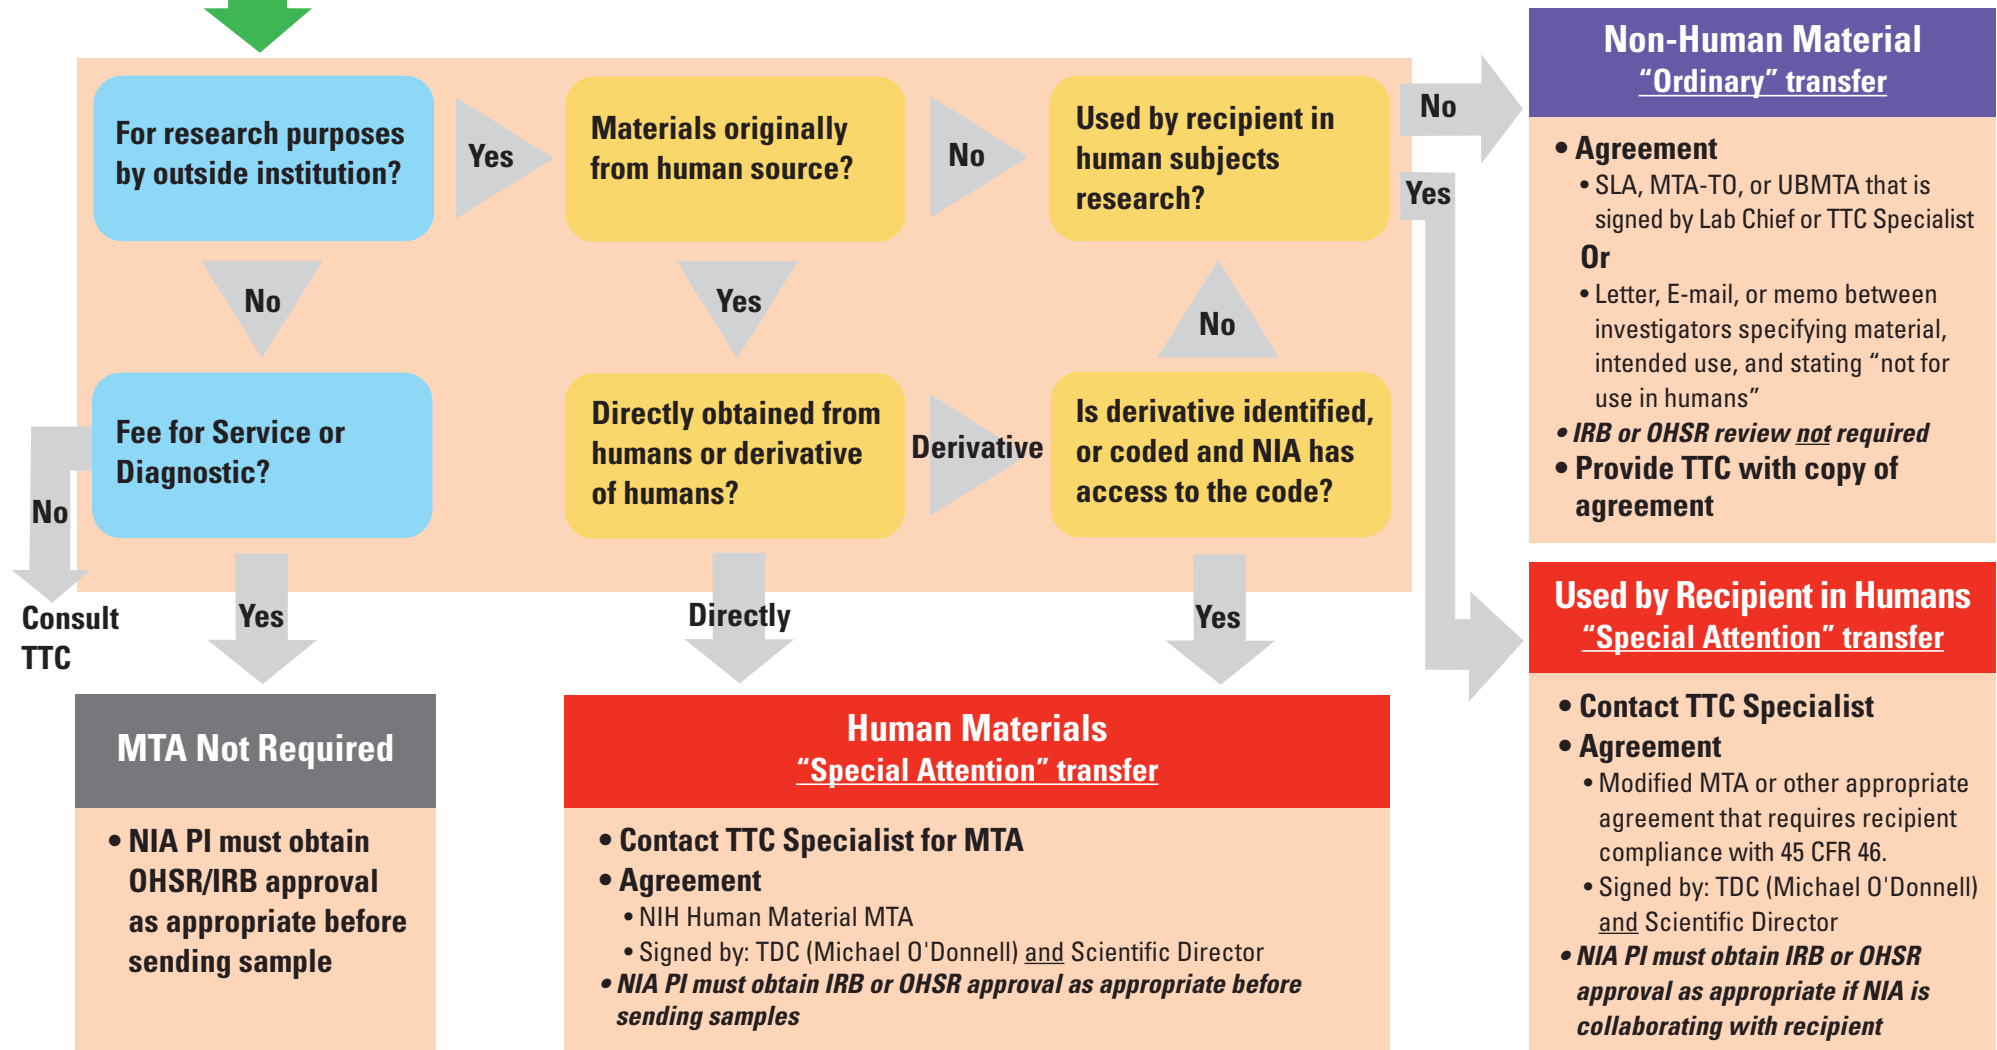 For research purposes
by outside institution?
Yes
Materials originally
from human source?
No
Used by recipient in
human subjects
research?
No
Yes
No
Yes
No
Fee for Service or
Diagnostic?
Directly obtained from
humans or derivative
of humans?
Derivative
Is derivative identified,
or coded and NIA has
access to the code?
No
Consult
TTC
Yes
Directly
Yes
MTA Not Required
• NIA PI must obtain
OHSR/IRB approval
as appropriate before
sending sample
Human Materials
“Special Attention” transfer
• Contact TTC Specialist for MTA
• Agreement
• NIH Human Material MTA
• Signed by: TDC (Michael O'Donnell) and Scientific Director
• NIA PI must obtain IRB or OHSR approval as appropriate before
sending samples
Non-Human Material
“Ordinary” transfer
• Agreement
• SLA, MTA-TO, or UBMTA that is
signed by Lab Chief or TTC Specialist
Or
• Letter, E-mail, or memo between
investigators specifying material,
intended use, and stating “not for
use in humans”
• IRB or OHSR review not required
• Provide TTC with copy of
agreement
Used by Recipient in Humans
“Special Attention” transfer
• Contact TTC Specialist
• Agreement
• Modified MTA or other appropriate
agreement that requires recipient
compliance with 45 CFR 46.
• Signed by: TDC (Michael O'Donnell)
and Scientific Director
• NIA PI must obtain IRB or OHSR
approval as appropriate if NIA is
collaborating with recipient